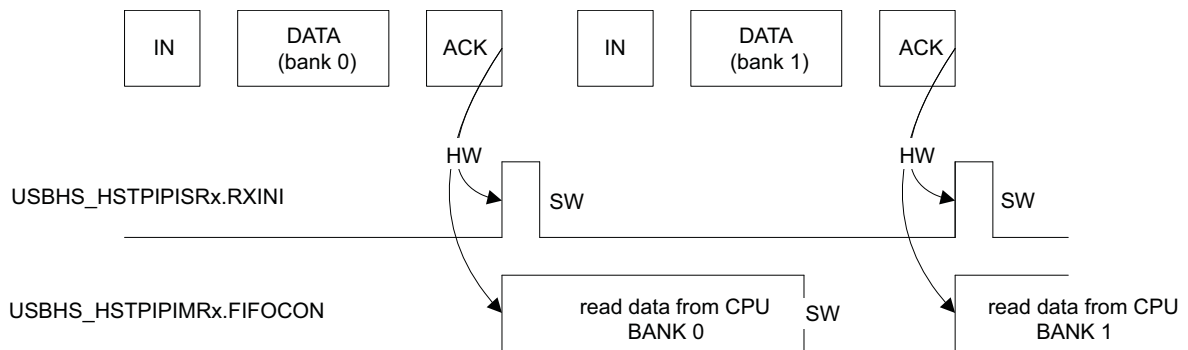 IN
DATA
(bank 0)
ACK
IN
DATA
(bank 1)
ACK
HW
HW
USBHS_HSTPIPISRx.RXINI
SW
SW
USBHS_HSTPIPIMRx.FIFOCON
read data from CPU
BANK 0
SW
read data from CPU
BANK 1